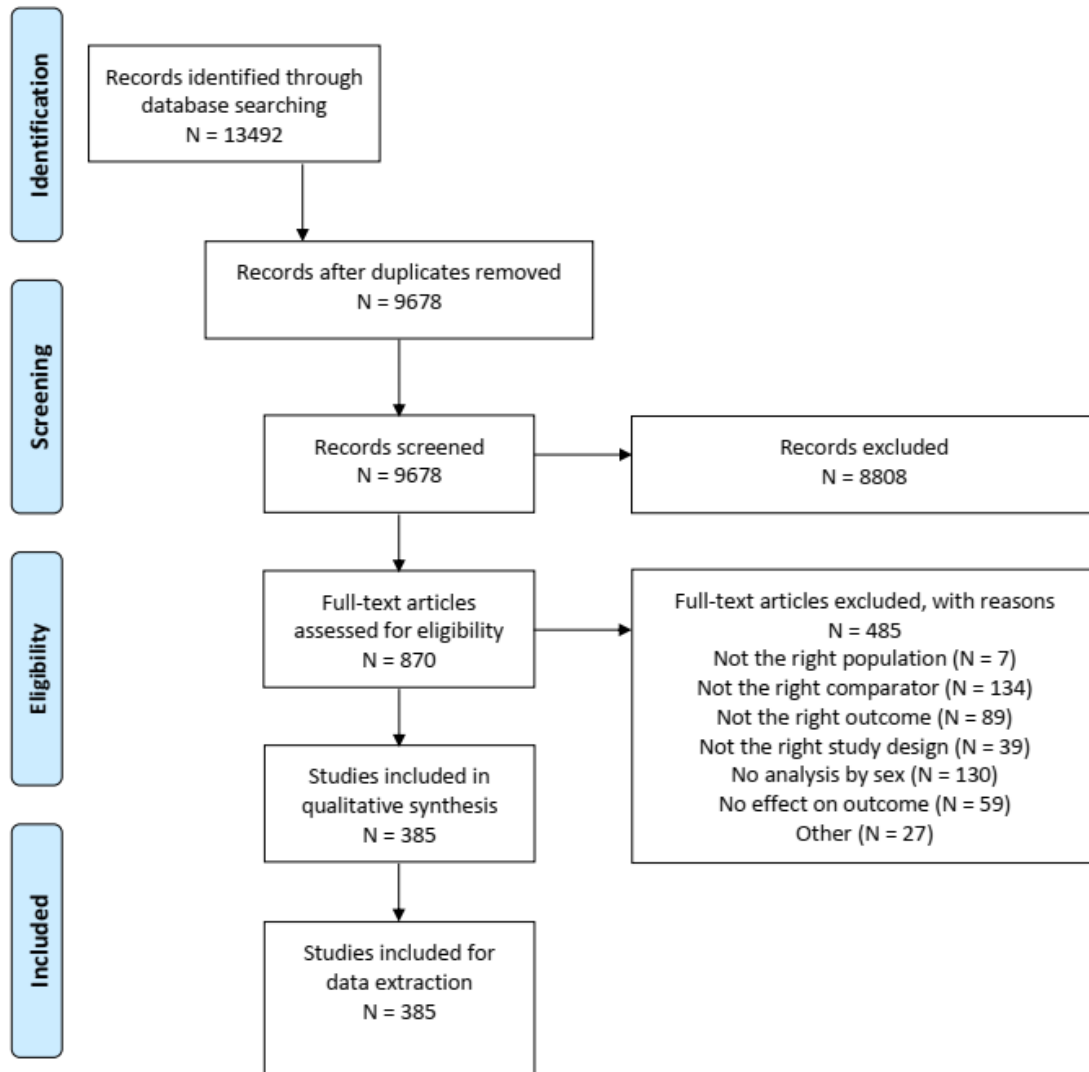 Identification
Records identified through
database searching
N = 13492
Records after duplicates removed
N = 9678
Screening
Records screened
N = 9678
Records excluded
N = 8808
Eligibility
Full-text articles
assessed for eligibility
N = 870
Full-text articles excluded, with reasons
N = 485
Not the right population (N = 7)
Not the right comparator (N = 134)
Not the right outcome (N = 89)
Not the right study design (N = 39)
No analysis by sex (N = 130)
No effect on outcome (N = 59)
Other (N = 27)
Studies included in
qualitative synthesis
N = 385
Included
Studies included for
data extraction
N = 385